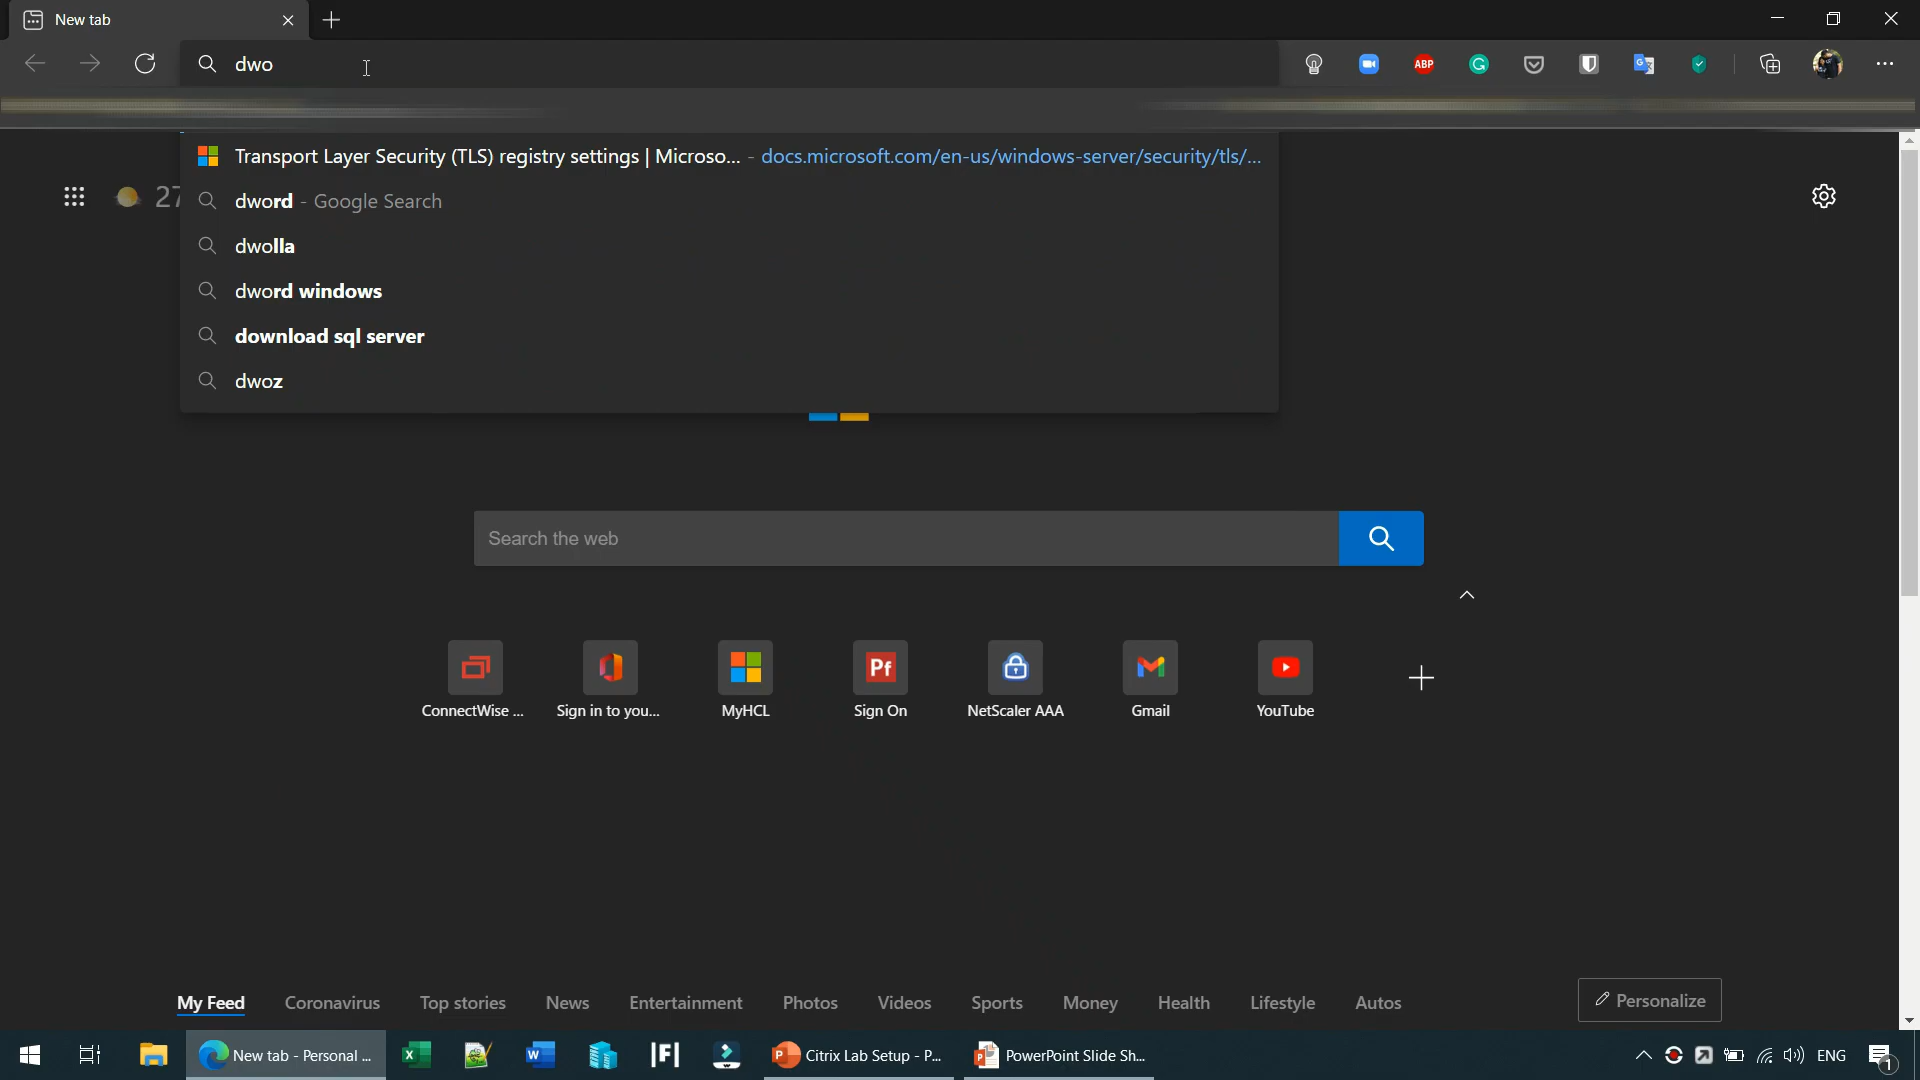 New tab
dwo
ABP
Transport Layer Security (TLS) registry settings | Microso... - docs.microsoft.com/en-us/windows-server/security/tls/...
27
dword - Google Search
dwolla
dword windows
download sql server
dwoz
Search the web
Pf
ConnectWise ...
Sign in to you...
MyHCL
Sign On
NetScaler AAA
Gmail
YouTube
My Feed
Coronavirus
Top stories
News
Entertainment
Photos
Videos
Sports
Money
Health
Lifestyle
Autos
Personalize
New tab - Personal ...
Citrix Lab Setup - P...
PowerPoint Slide Sh...
ENG
1